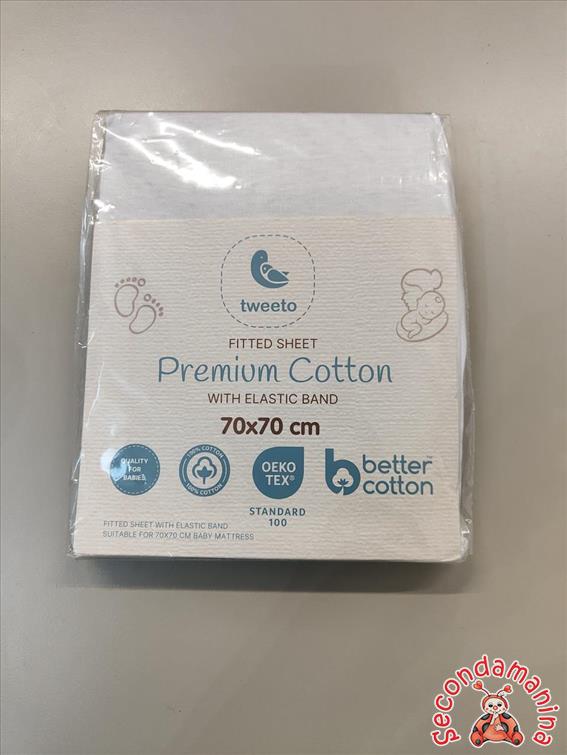 tweeto
FITTED SHEET
Premium Cotton
WITH ELASTIC BAND
70x70 cm
QUALITY
FOR
BABIES
100% COTTON
100% COTTON
OEKO
TEX®
STANDARD
100
better
cotton™
FITTED SHEET WITH ELASTIC BAND
SUITABLE FOR 70X70 CM BABY MATTRESS
Secondamanina